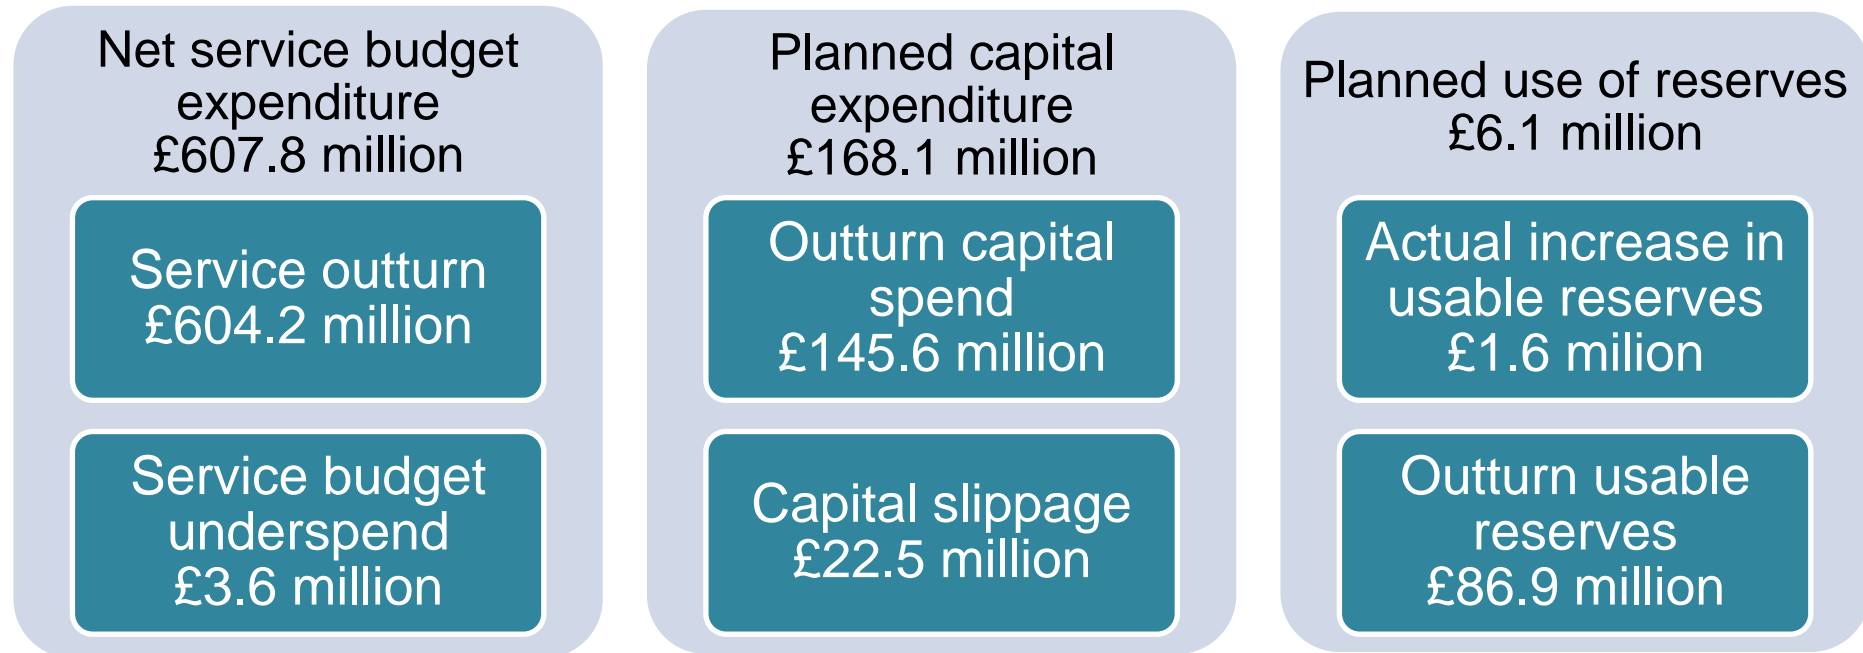 Net service budget
expenditure
£607.8 million
Service outturn
£604.2 million
Service budget
underspend
£3.6 million
Planned capital
expenditure
£168.1 million
Outturn capital
spend
£145.6 million
Capital slippage
£22.5 million
Planned use of reserves
£6.1 million
Actual increase in
usable reserves
£1.6 milion
Outturn usable
reserves
£86.9 million